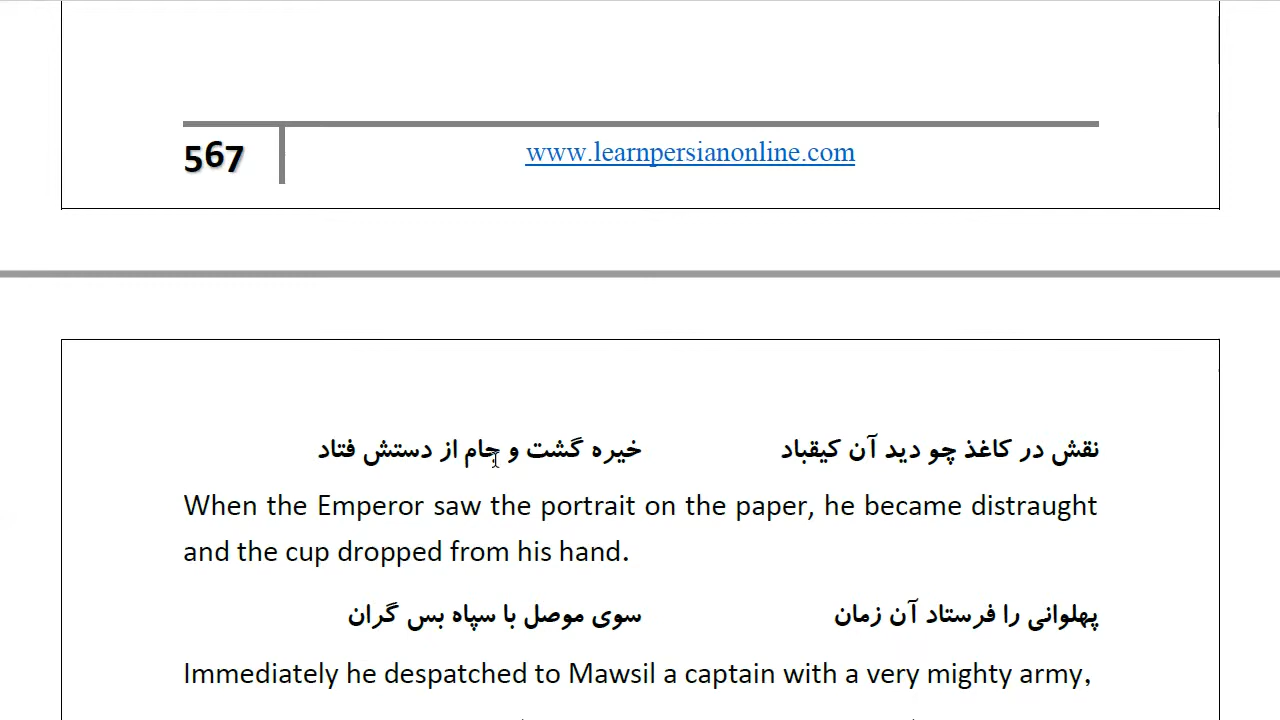 567
www.learnpersianonline.com
نقش در کاغذ چو دید آن کیقباد خیره گشت و جام از دستش فتاد
When the Emperor saw the portrait on the paper, he became distraught
and the cup dropped from his hand.
پهلوانی را فرستاد آن زمان سوی موصل با سپاه بس گران
Immediately he despatched to Mawsil a captain with a very mighty army,